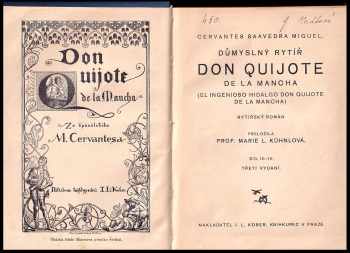 Don
Quijote
de la Mancha
Ze španělského
M. Cervantesa
I. L. Kober
480.
CERVANTES SAAVEDRA MIGUEL,
DŮMYSLNÝ RYTÍŘ
DON QUIJOTE
DE LA MANCHA
(EL INGENIOSO HIDALGO DON QUIJOTE
DE LA MANCHA)
RYTÍŘSKÝ ROMÁN
PŘELOŽILA
PROF. MARIE L. KÜHNLOVÁ.
DÍL III.-IV.
TŘETÍ VYDÁNÍ.
NAKLADATEL I. L. KOBER, KNIHKUPEC V PRAZE.